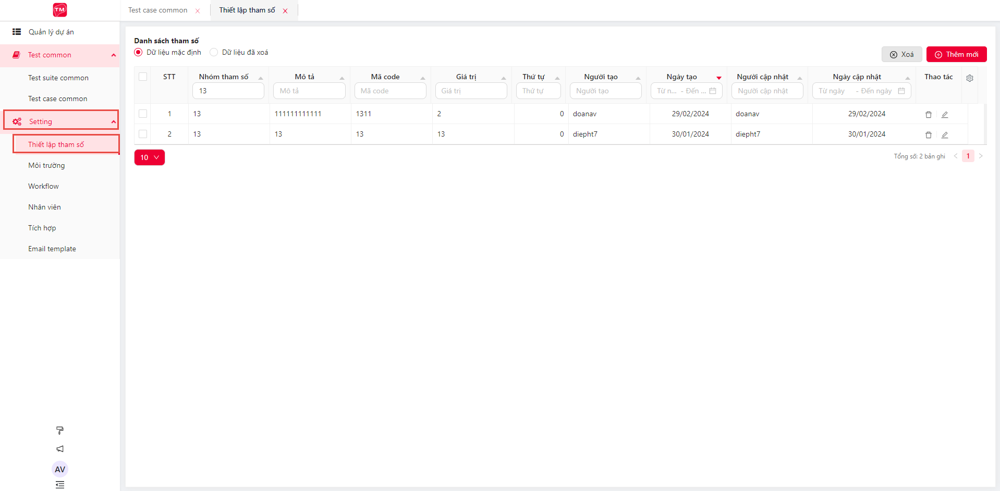 TM
Test case common
Thiết lập tham số
Quản lý dự án
Test common
Test suite common
Test case common
Setting
Thiết lập tham số
Môi trường
Workflow
Nhân viên
Tích hợp
Email template
AV
Danh sách tham số
Dữ liệu mặc định Dữ liệu đã xoá
Xoá Thêm mới
STT Nhóm tham số Mô tả Mã code Giá trị Thứ tự Người tạo Ngày tạo Người cập nhật Ngày cập nhật Thao tác
13 Mô tả Mã code Giá trị Thứ tự Người tạo Từ n... - Đến ... Người cập nhật Từ ngày - Đến ngày
1 13 111111111111 1311 2 0 doanav 29/02/2024 doanav 29/02/2024
2 13 13 13 13 0 diepht7 30/01/2024 diepht7 30/01/2024
10 Tổng số: 2 bản ghi < 1 >